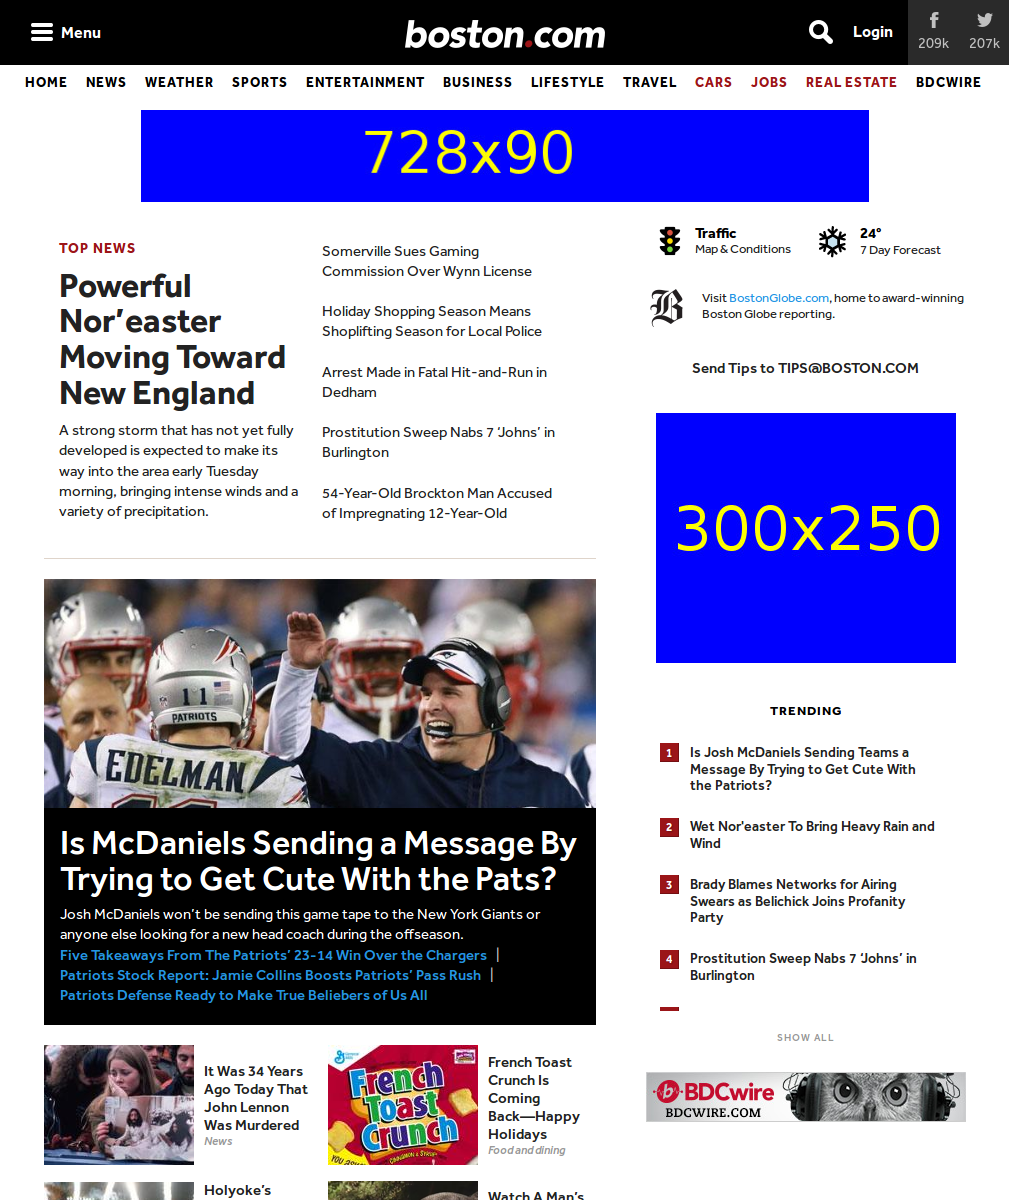 Menu
boston.com
Login
209k
207k
HOME NEWS WEATHER SPORTS ENTERTAINMENT BUSINESS LIFESTYLE TRAVEL CARS JOBS REAL ESTATE BDCWIRE
728x90
TOP NEWS
Powerful
Nor’easter
Moving Toward
New England
A strong storm that has not yet fully
developed is expected to make its
way into the area early Tuesday
morning, bringing intense winds and a
variety of precipitation.
Somerville Sues Gaming
Commission Over Wynn License
Holiday Shopping Season Means
Shoplifting Season for Local Police
Arrest Made in Fatal Hit-and-Run in
Dedham
Prostitution Sweep Nabs 7 ‘Johns’ in
Burlington
54-Year-Old Brockton Man Accused
of Impregnating 12-Year-Old
Traffic
Map & Conditions
24°
7 Day Forecast
B
Visit BostonGlobe.com, home to award-winning
Boston Globe reporting.
Send Tips to TIPS@BOSTON.COM
300x250
11
PATRIOTS
EDELMAN
Is McDaniels Sending a Message By
Trying to Get Cute With the Pats?
Josh McDaniels won’t be sending this game tape to the New York Giants or
anyone else looking for a new head coach during the offseason.
Five Takeaways From The Patriots’ 23-14 Win Over the Chargers |
Patriots Stock Report: Jamie Collins Boosts Patriots’ Pass Rush |
Patriots Defense Ready to Make True Beliebers of Us All
TRENDING
1 Is Josh McDaniels Sending Teams a
Message By Trying to Get Cute With
the Patriots?
2 Wet Nor'easter To Bring Heavy Rain and
Wind
3 Brady Blames Networks for Airing
Swears as Belichick Joins Profanity
Party
4 Prostitution Sweep Nabs 7 ‘Johns’ in
Burlington
SHOW ALL
b BDCwire
BDCWIRE.COM
It Was 34 Years
Ago Today That
John Lennon
Was Murdered
News
French
Toast
Crunch
CINNAMON & SYRUP
French Toast
Crunch Is
Coming
Back—Happy
Holidays
Food and dining
Holyoke’s
Watch A Man’s